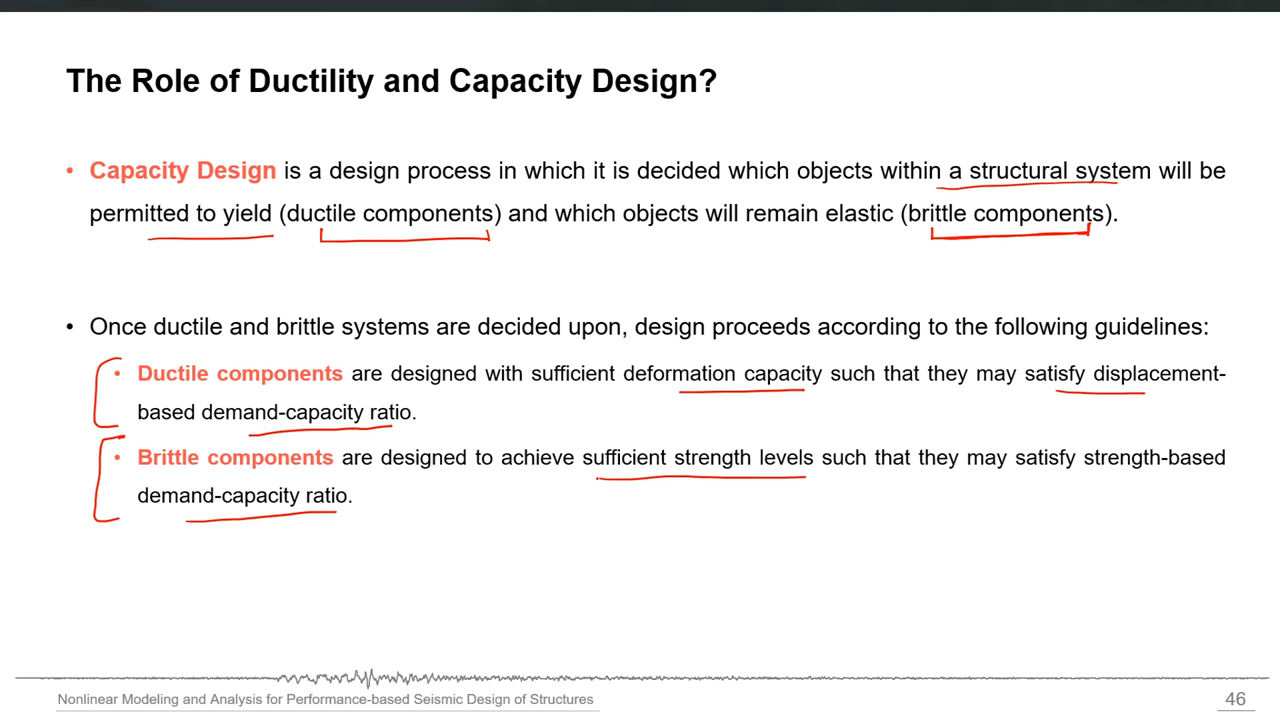 The Role of Ductility and Capacity Design?
• Capacity Design is a design process in which it is decided which objects within a structural system will be
permitted to yield (ductile components) and which objects will remain elastic (brittle components).
• Once ductile and brittle systems are decided upon, design proceeds according to the following guidelines:
• Ductile components are designed with sufficient deformation capacity such that they may satisfy displacement-
based demand-capacity ratio.
• Brittle components are designed to achieve sufficient strength levels such that they may satisfy strength-based
demand-capacity ratio.
Nonlinear Modeling and Analysis for Performance-based Seismic Design of Structures
46